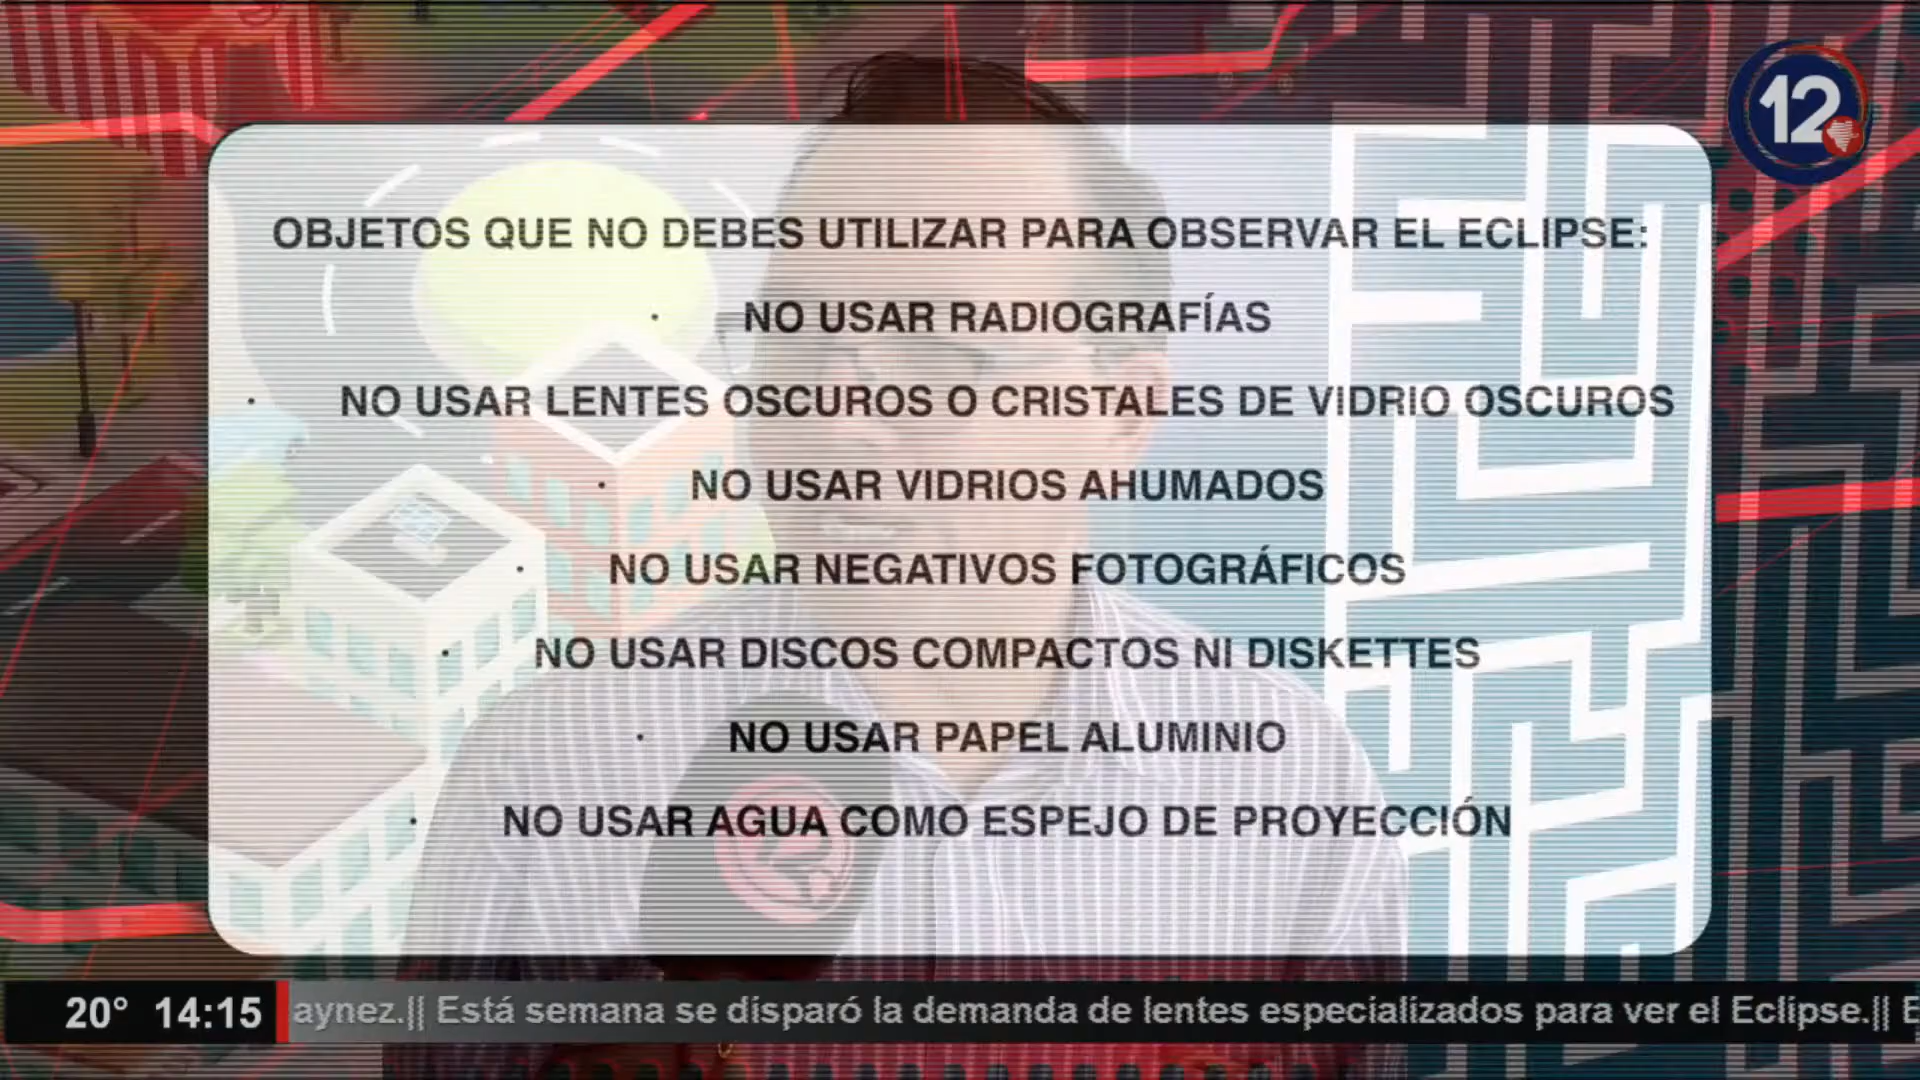 12
OBJETOS QUE NO DEBES UTILIZAR PARA OBSERVAR EL ECLIPSE:
· NO USAR RADIOGRAFÍAS
· NO USAR LENTES OSCUROS O CRISTALES DE VIDRIO OSCUROS
· NO USAR VIDRIOS AHUMADOS
· NO USAR NEGATIVOS FOTOGRÁFICOS
· NO USAR DISCOS COMPACTOS NI DISKETTES
· NO USAR PAPEL ALUMINIO
· NO USAR AGUA COMO ESPEJO DE PROYECCIÓN
12
20° 14:15 aynez.|| Está semana se disparó la demanda de lentes especializados para ver el Eclipse.|| E